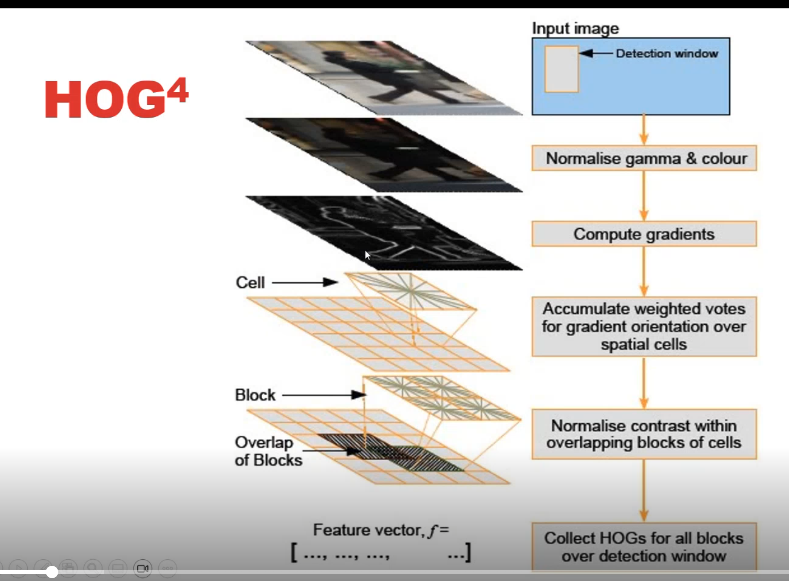 HOG4
Input image
Detection window
Normalise gamma & colour
Compute gradients
Cell
Accumulate weighted votes
for gradient orientation over
spatial cells
Block
Overlap
of Blocks
Normalise contrast within
overlapping blocks of cells
Feature vector, f =
[ ..., ..., ..., ...]
Collect HOGs for all blocks
over detection window